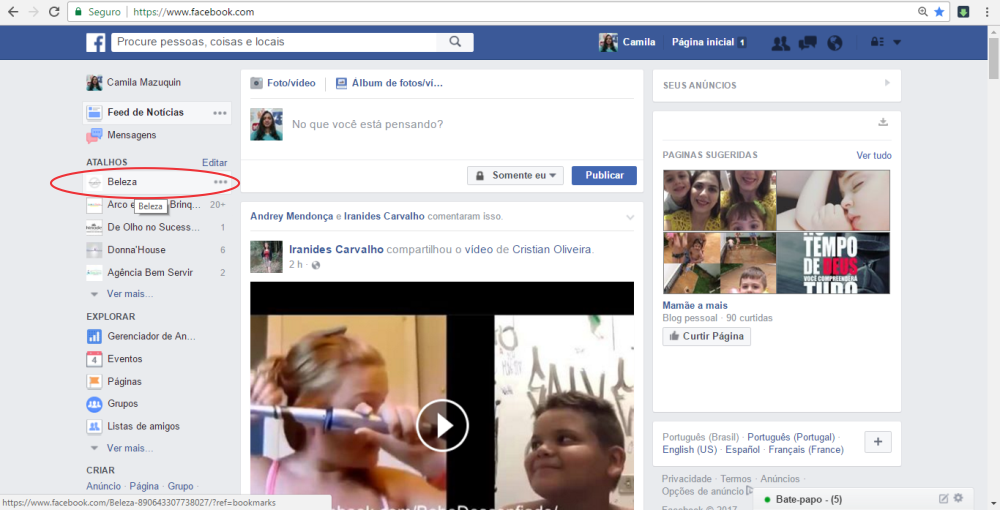 Seguro | https://www.facebook.com
Procure pessoas, coisas e locais
Camila
Página inicial 1
Camila Mazuquin
Feed de Notícias
Mensagens
ATALHOS Editar
Beleza
Beleza
Arco e Brinq... 20+
De Olho no Sucess... 1
Donna'House 6
Agência Bem Servir 2
Ver mais...
EXPLORAR
Gerenciador de An...
Eventos
4
Páginas
Grupos
Listas de amigos
Ver mais...
CRIAR
Anúncio · Página · Grupo ·
https://www.facebook.com/Beleza-890643307738027/?ref=bookmarks
Foto/vídeo
Álbum de fotos/ví...
No que você está pensando?
Somente eu
Publicar
Andrey Mendonça e Iranides Carvalho comentaram isso.
Iranides Carvalho compartilhou o vídeo de Cristian Oliveira.
2 h ·
SEUS ANÚNCIOS
PÁGINAS SUGERIDAS Ver tudo
TEMPO
DE DEUS
VOCÊ COMPREENDERÁ
TUDO
Mamãe a mais
Blog pessoal · 90 curtidas
Curtir Página
Português (Brasil) · Português (Portugal) ·
English (US) · Español · Français (France)
Privacidade · Termos · Anúncios ·
Opções de anúncio
Facebook © 2017
Bate-papo - (5)